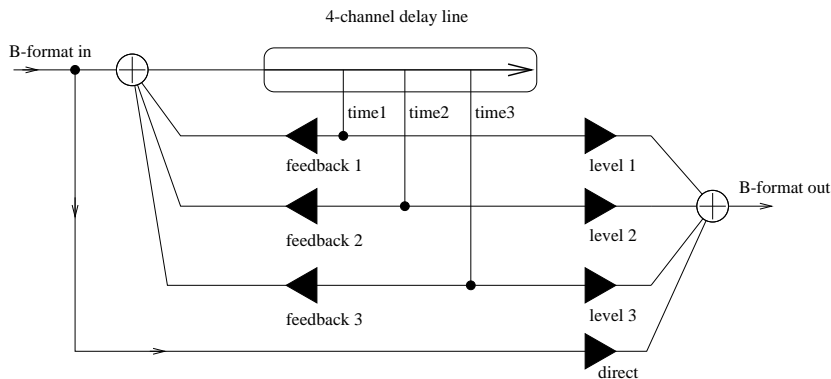 4-channel delay line
B-format in
time1
time2
time3
feedback 1
level 1
B-format out
feedback 2
level 2
feedback 3
level 3
direct